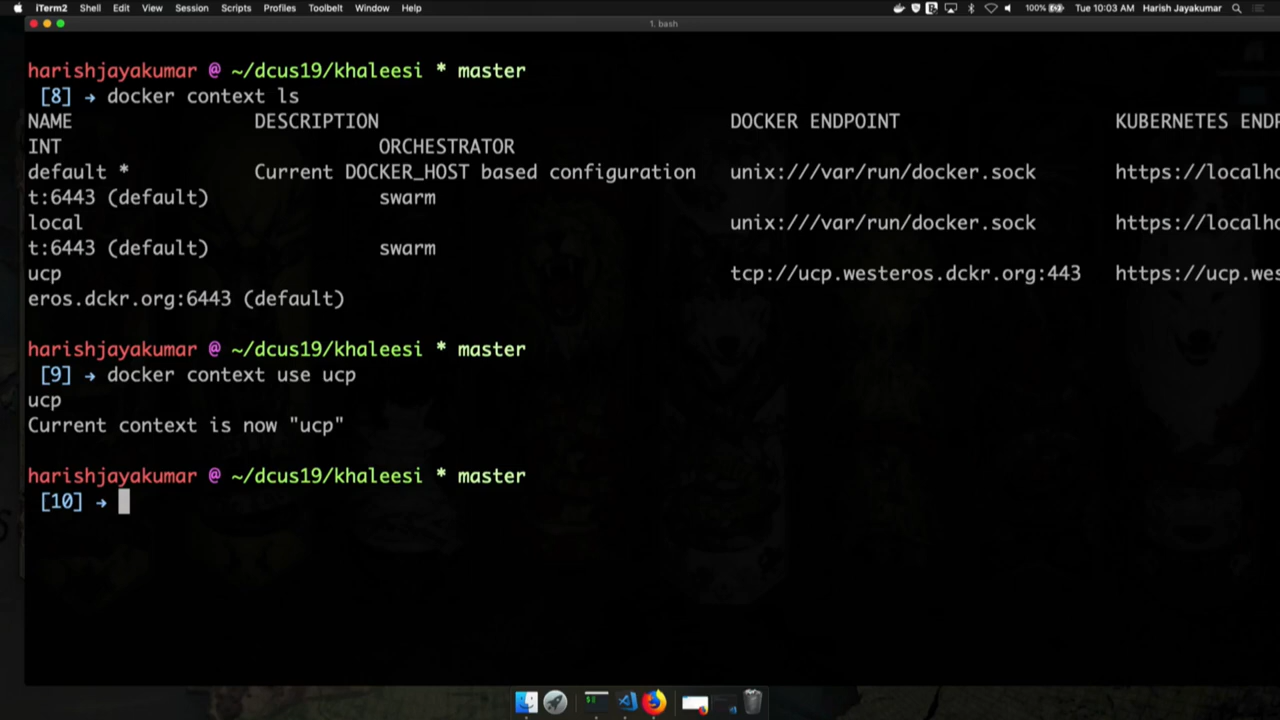 iTerm2 Shell Edit View Session Scripts Profiles Toolbelt Window Help 100% Tue 10:03 AM Harish Jayakumar
1. bash
harishjayakumar @ ~/dcus19/khaleesi * master
[8] → docker context ls
NAME DESCRIPTION DOCKER ENDPOINT KUBERNETES ENDP
INT ORCHESTRATOR
default * Current DOCKER_HOST based configuration unix:///var/run/docker.sock https://localho
t:6443 (default) swarm
local unix:///var/run/docker.sock https://localho
t:6443 (default) swarm
ucp tcp://ucp.westeros.dckr.org:443 https://ucp.wes
eros.dckr.org:6443 (default)
harishjayakumar @ ~/dcus19/khaleesi * master
[9] → docker context use ucp
ucp
Current context is now "ucp"
harishjayakumar @ ~/dcus19/khaleesi * master
[10] →